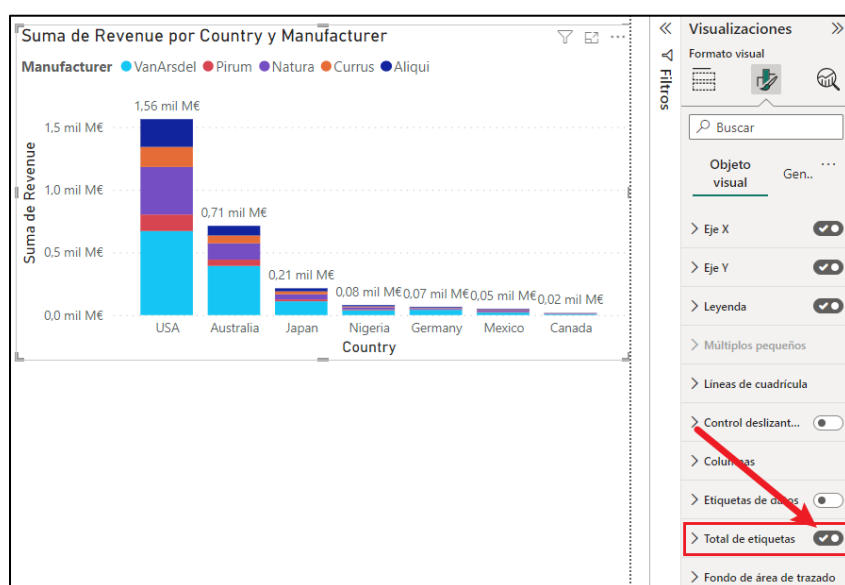 Suma de Revenue por Country y Manufacturer
Manufacturer VanArsdel Pirum Natura Currus Aliqui
1,56 mil M€
1,5 mil M€
1,0 mil M€
0,71 mil M€
0,5 mil M€
0,21 mil M€
0,08 mil M€ 0,07 mil M€ 0,05 mil M€ 0,02 mil M€
0,0 mil M€
Suma de Revenue
USA Australia Japan Nigeria Germany Mexico Canada
Country
Filtros
Visualizaciones
Formato visual
Buscar
Objeto visual
Gen..
Eje X
Eje Y
Leyenda
Múltiplos pequeños
Líneas de cuadrícula
Control deslizant...
Columnas
Etiquetas de datos
Total de etiquetas
Fondo de área de trazado